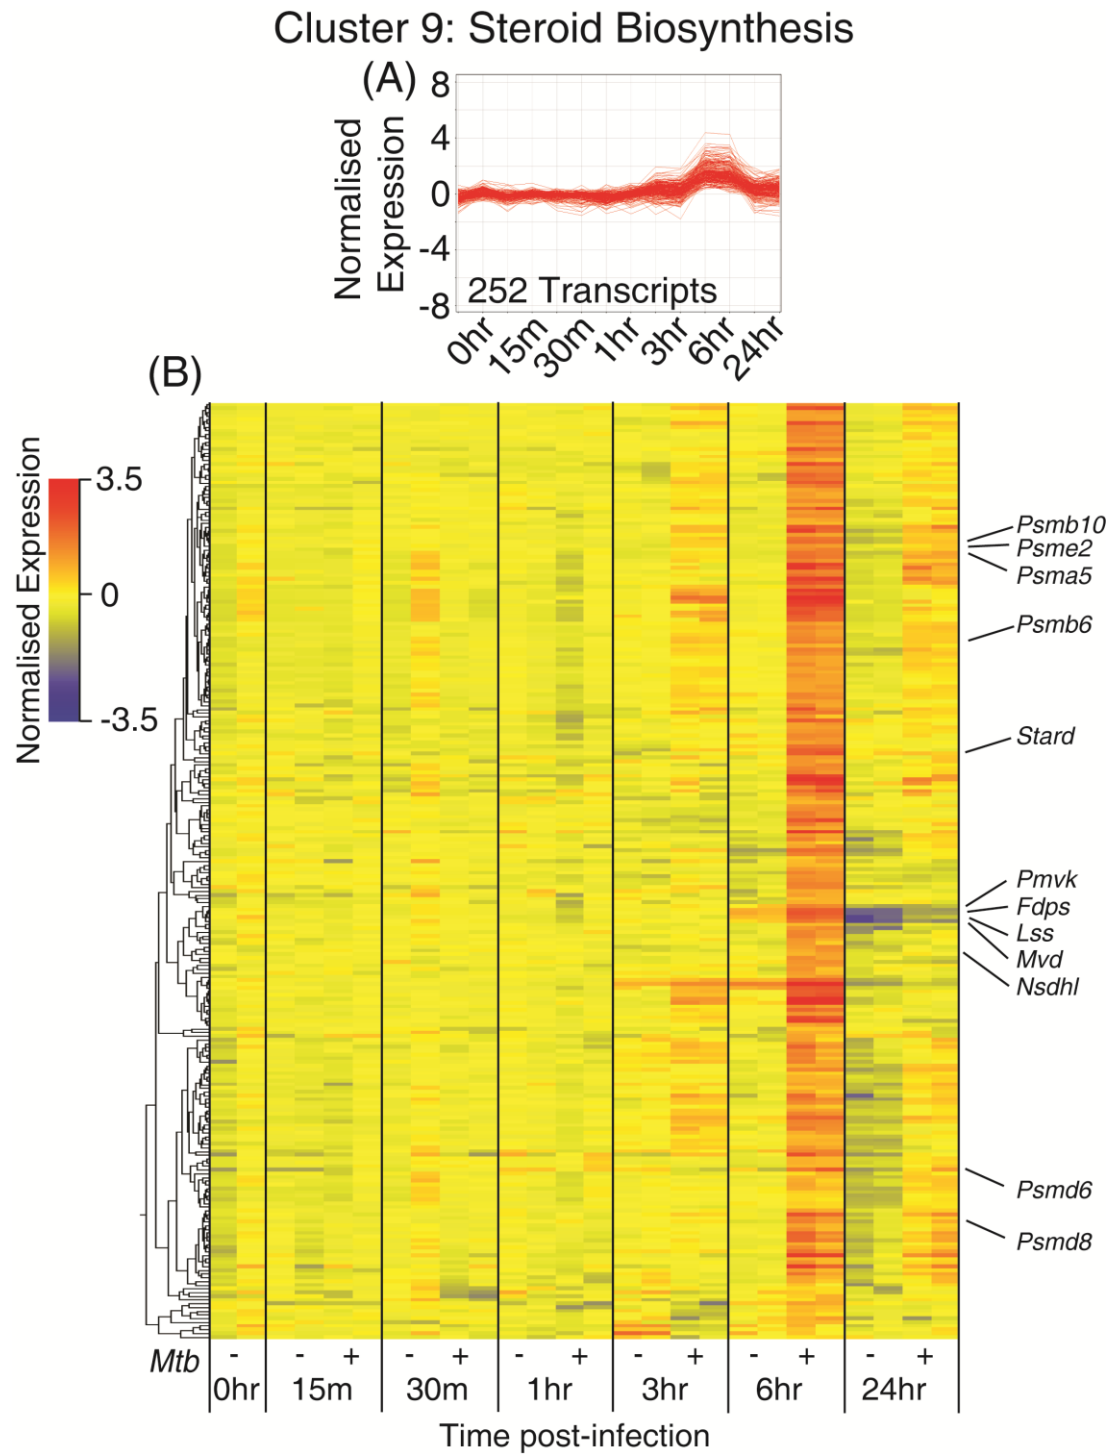 Cluster 9: Steroid Biosynthesis
(A)
Normalised
Expression
8
4
0
-4
-8
252 Transcripts
0hr 15m 30m 1hr 3hr 6hr 24hr
(B)
Normalised Expression
3.5
0
-3.5
Psmb10
Psme2
Psma5
Psmb6
Stard
Pmvk
Fdps
Lss
Mvd
Nsdhl
Psmd6
Psmd8
Mtb - - + - + - + - + - + - +
0hr 15m 30m 1hr 3hr 6hr 24hr
Time post-infection